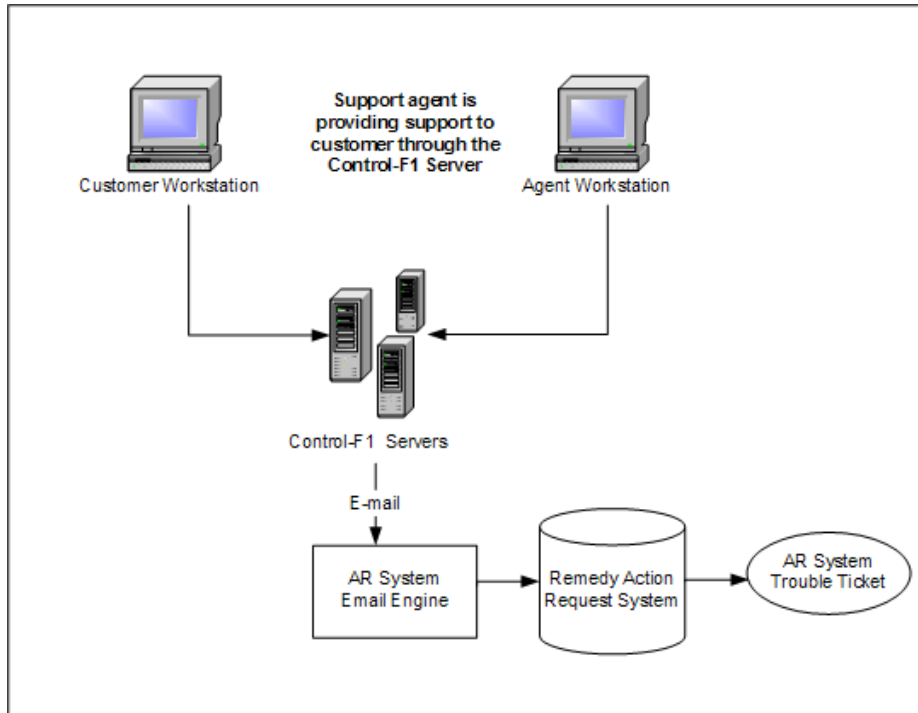 Support agent is
providing support to
customer through the
Control-F1 Server
Customer Workstation
Agent Workstation
Control-F1 Servers
E-mail
AR System
Email Engine
Remedy Action
Request System
AR System
Trouble Ticket